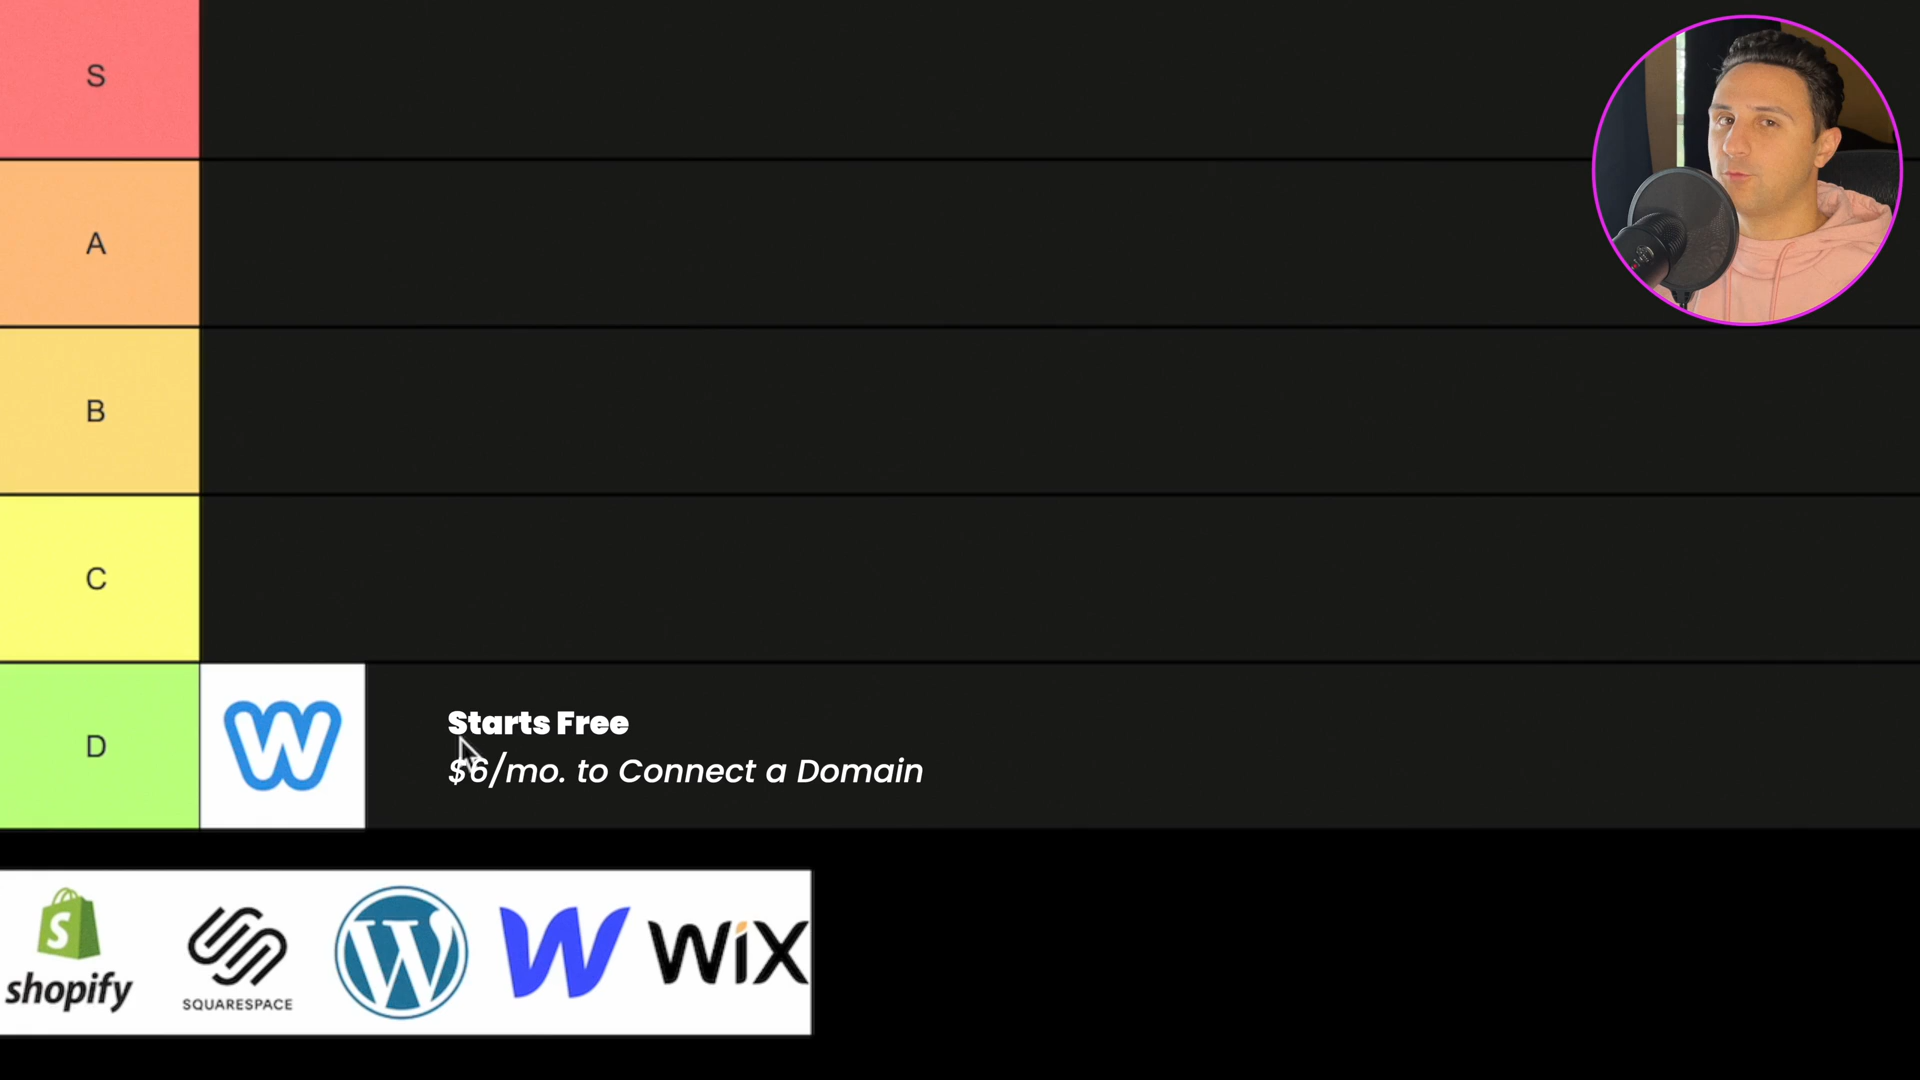 S
A
B
C
D
W
Starts Free
$6/mo. to Connect a Domain
S
shopify
SQUARESPACE
W
W
WiX